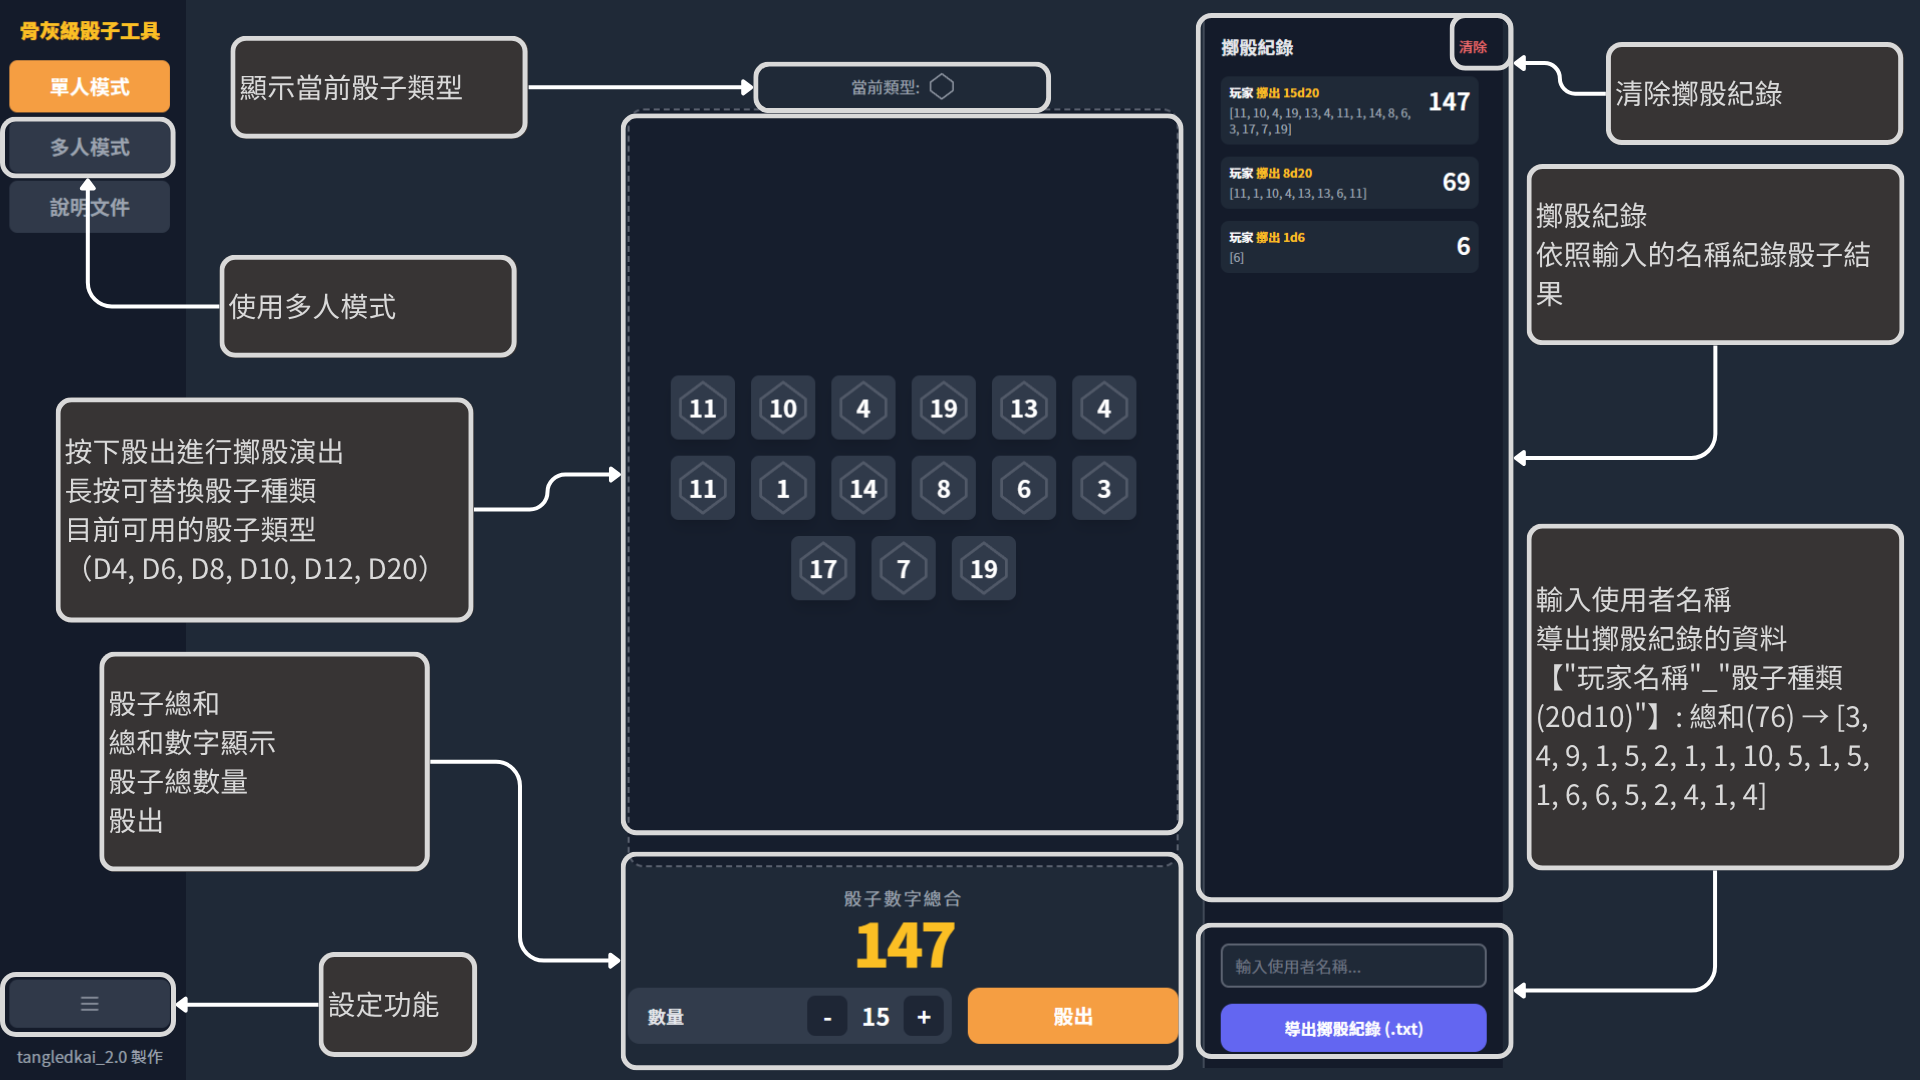 骨灰級骰子工具
單人模式
多人模式
說明文件
顯示當前骰子類型
使用多人模式
按下骰出進行擲骰演出
長按可替換骰子種類
目前可用的骰子類型
（D4, D6, D8, D10, D12, D20）
骰子總和
總和數字顯示
骰子總數量
骰出
設定功能
tangledkai_2.0 製作
當前類型:
11 10 4 19 13 4
11 1 14 8 6 3
17 7 19
骰子數字總合
147
數量 - 15 + 骰出
擲骰紀錄 清除
玩家 擲出 15d20
147
[11, 10, 4, 19, 13, 4, 11, 1, 14, 8, 6,
3, 17, 7, 19]
玩家 擲出 8d20
69
[11, 1, 10, 4, 13, 13, 6, 11]
玩家 擲出 1d6
6
[6]
輸入使用者名稱...
導出擲骰紀錄 (.txt)
清除擲骰紀錄
擲骰紀錄
依照輸入的名稱紀錄骰子結
果
輸入使用者名稱
導出擲骰紀錄的資料
【"玩家名稱"_"骰子種類
(20d10)"】: 總和(76) → [3,
4, 9, 1, 5, 2, 1, 1, 10, 5, 1, 5,
1, 6, 6, 5, 2, 4, 1, 4]